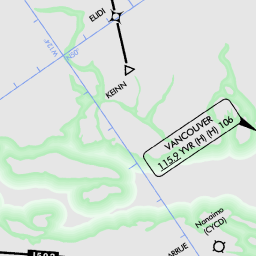 ELIDI
KEINN
VANCOUVER
115.9 YVR (H) (H) 106
Nanaimo
(CYCD)
ARRUE